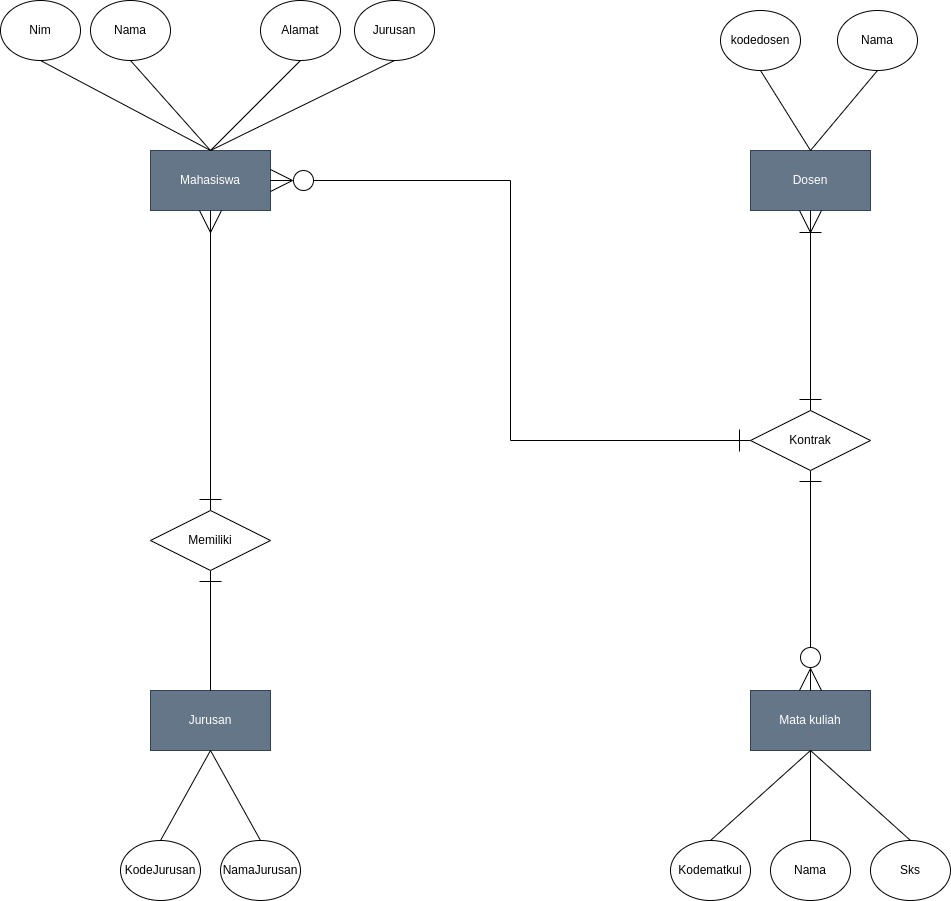 Nim
Nama
Alamat
Jurusan
kodedosen
Nama
Mahasiswa
Dosen
Kontrak
Memiliki
Jurusan
Mata kuliah
KodeJurusan
NamaJurusan
Kodematkul
Nama
Sks